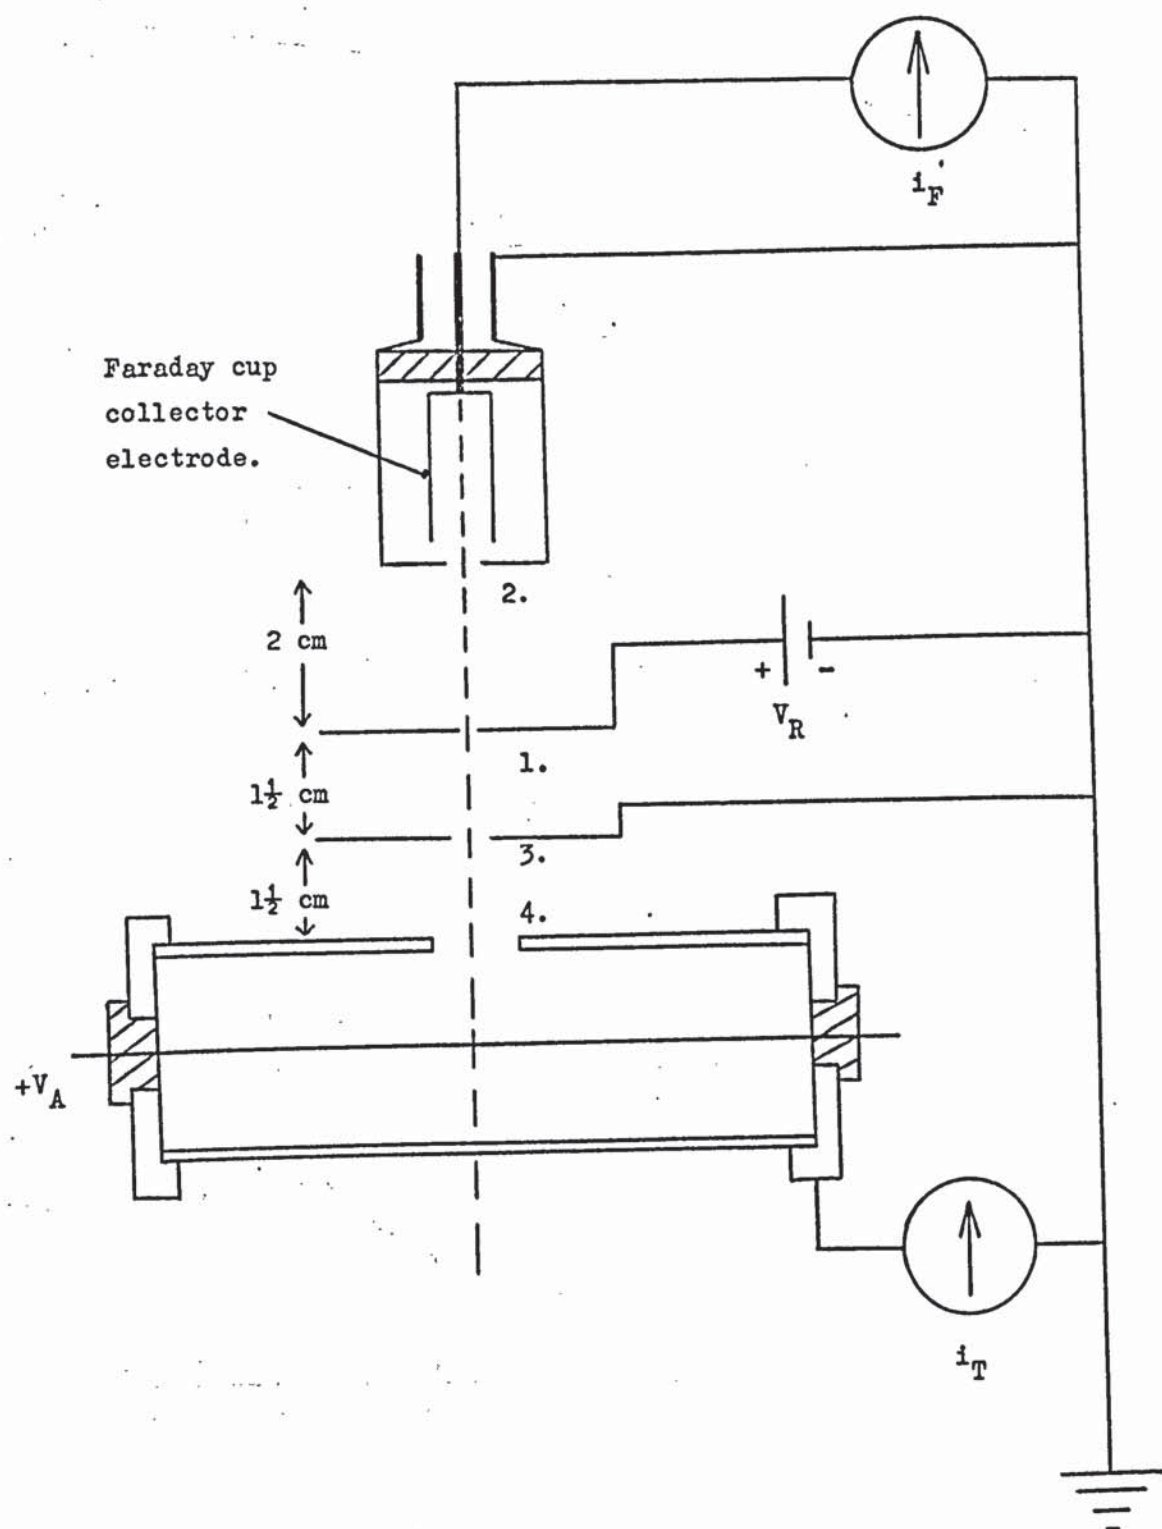 i_F
Faraday cup
collector
electrode.
2.
2 cm
+ -
V_R
1.
1½ cm
3.
1½ cm
4.
+V_A
i_T